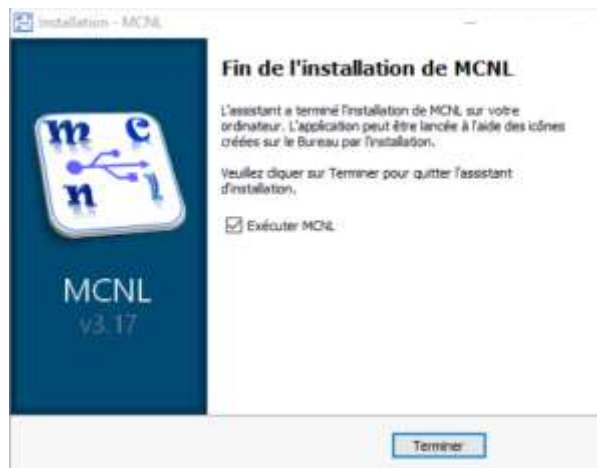 Installation - MCNL
m c
n l
MCNL
v3.17
Fin de l'installation de MCNL
L'assistant a terminé l'installation de MCNL sur votre
ordinateur. L'application peut être lancée à l'aide des icônes
créées sur le Bureau par l'installation.
Veuillez cliquer sur Terminer pour quitter l'assistant
d'installation.
Exécuter MCNL
Terminer